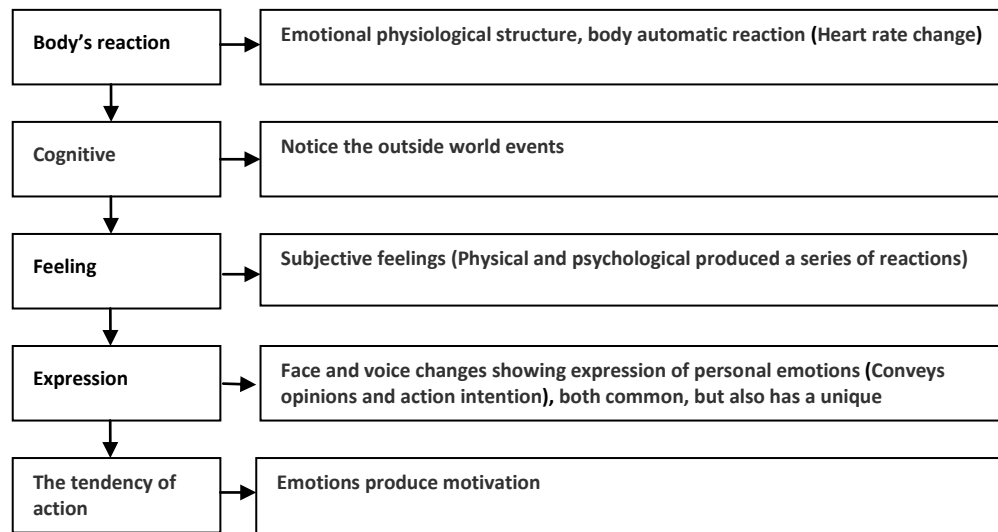 Body’s reaction
Emotional physiological structure, body automatic reaction (Heart rate change)
Cognitive
Notice the outside world events
Feeling
Subjective feelings (Physical and psychological produced a series of reactions)
Expression
Face and voice changes showing expression of personal emotions (Conveys
opinions and action intention), both common, but also has a unique
The tendency of
action
Emotions produce motivation